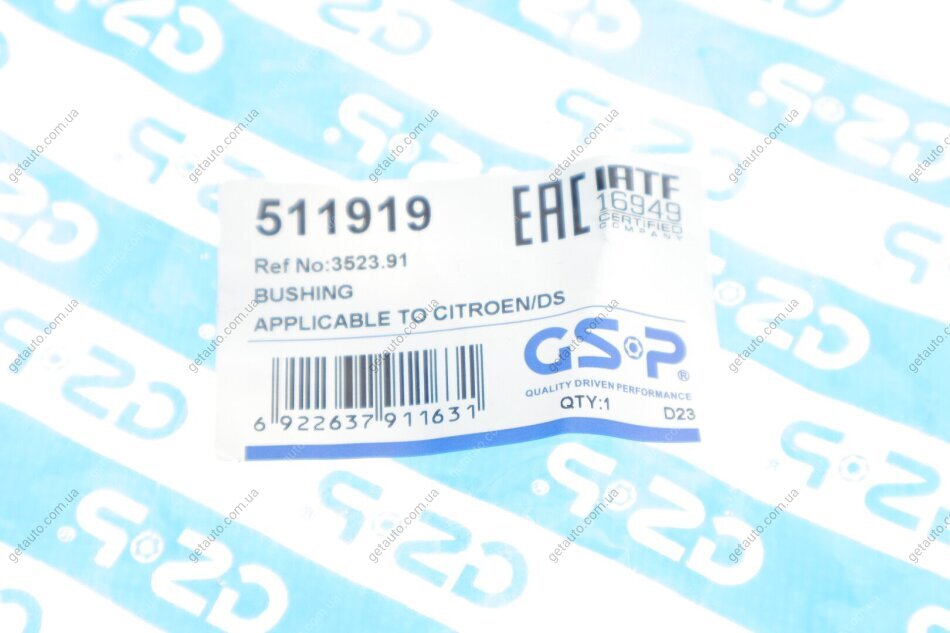 511919
EAC
IATF
16949
CERTIFIED
COMPANY
Ref No:3523.91
BUSHING
APPLICABLE TO CITROEN/DS
GSP®
QUALITY DRIVEN PERFORMANCE
6 922637 911631
QTY:1
D23
getauto.com.ua